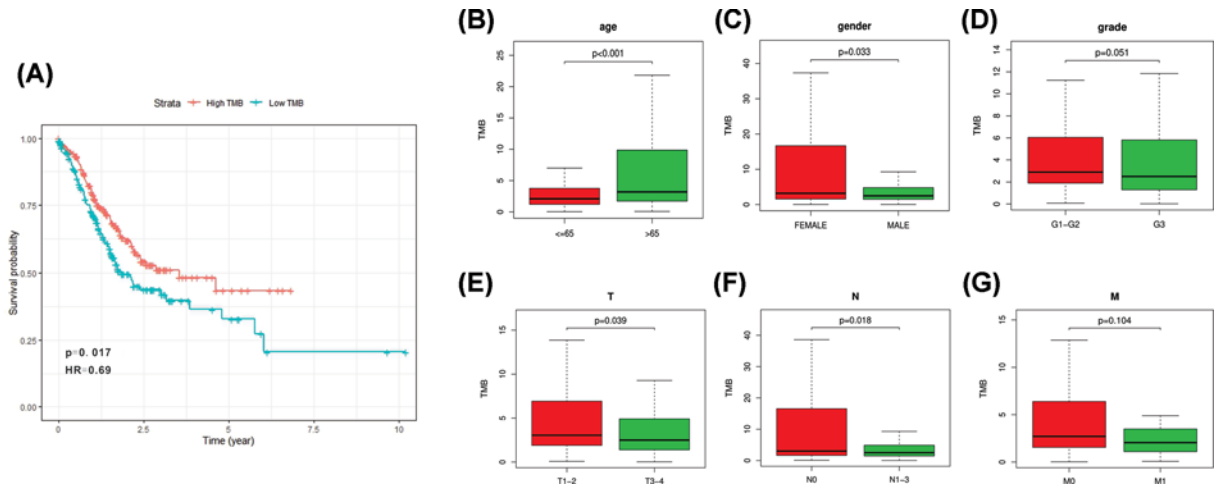 (A)
Strata High TMB Low TMB
Survival probability
1.00
0.75
0.50
0.25
0.00
p=0.017
HR=0.69
0 2.5 5 7.5 10
Time (year)
(B)
age
p<0.001
TMB
25
20
15
10
5
0
<=65 >65
(C)
gender
p=0.033
TMB
40
30
20
10
0
FEMALE MALE
(D)
grade
p=0.051
TMB
14
12
10
8
6
4
2
0
G1-G2 G3
(E)
T
p=0.039
TMB
15
10
5
0
T1-2 T3-4
(F)
N
p=0.018
TMB
40
30
20
10
0
N0 N1-3
(G)
M
p=0.104
TMB
15
10
5
0
M0 M1